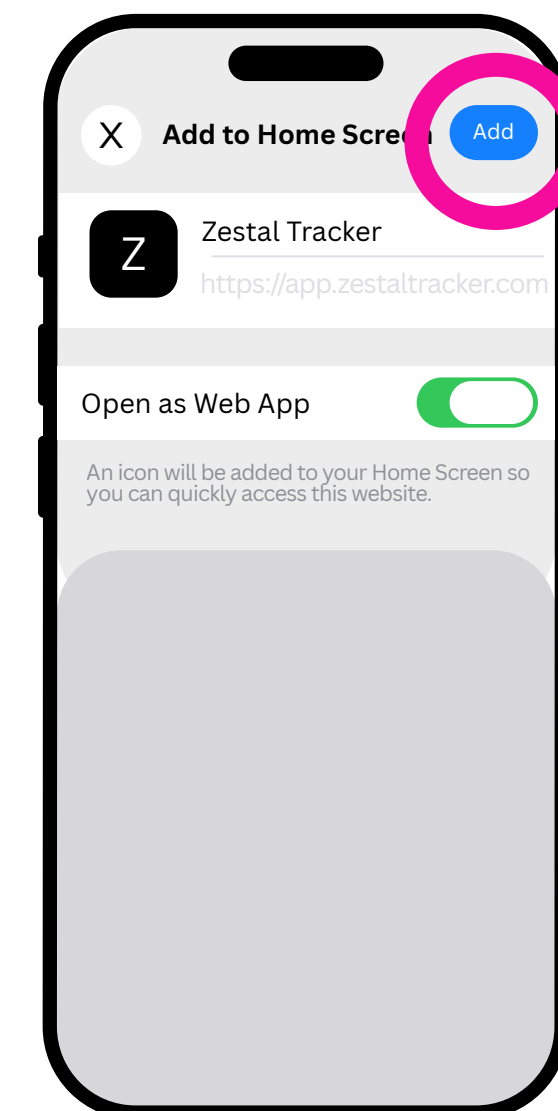 X Add to Home Screen Add
Zestal Tracker
Z
https://app.zestaltracker.com
Open as Web App
An icon will be added to your Home Screen so
you can quickly access this website.